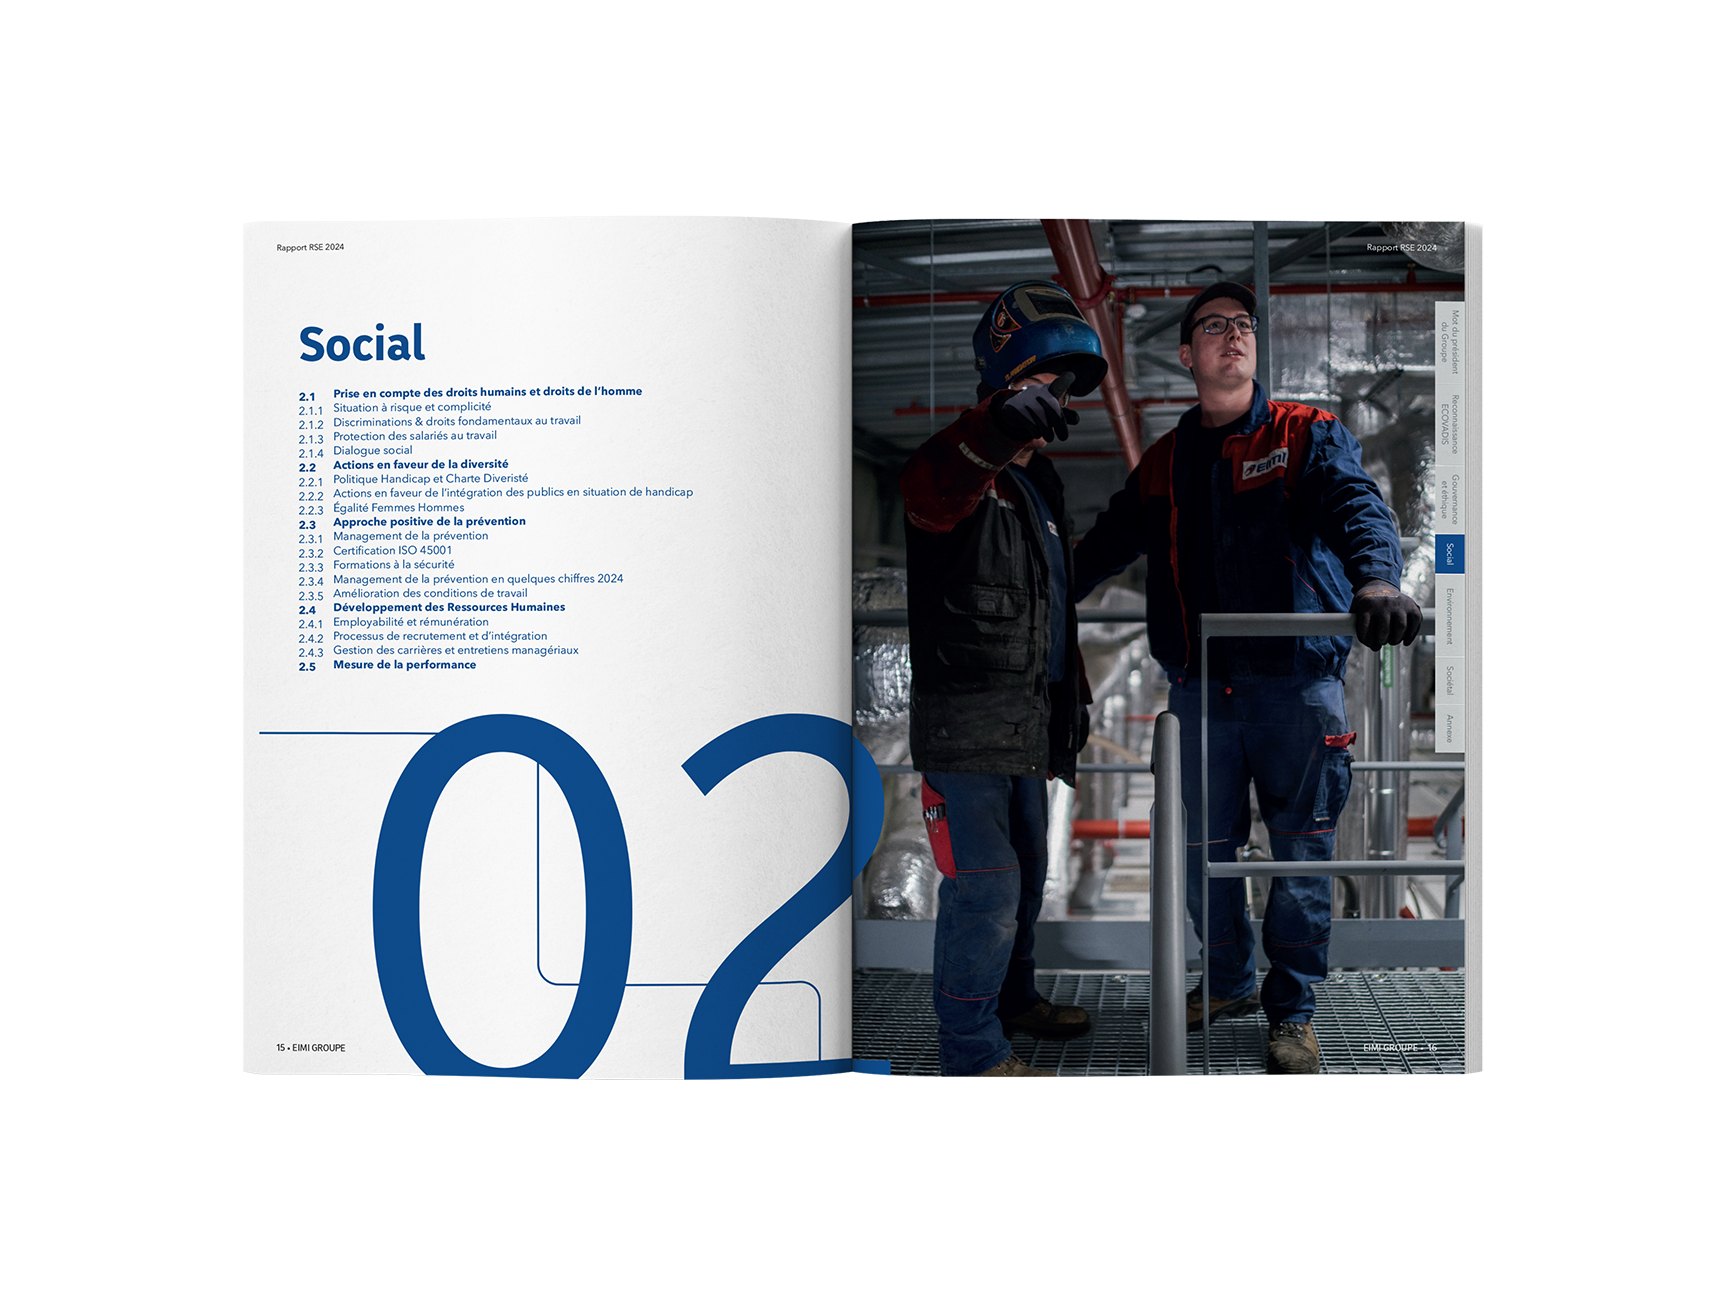 Rapport RSE 2024
Social
2.1 Prise en compte des droits humains et droits de l’homme
2.1.1 Situation à risque et complicité
2.1.2 Discriminations & droits fondamentaux au travail
2.1.3 Protection des salariés au travail
2.1.4 Dialogue social
2.2 Actions en faveur de la diversité
2.2.1 Politique Handicap et Charte Diveristé
2.2.2 Actions en faveur de l’intégration des publics en situation de handicap
2.2.3 Égalité Femmes Hommes
2.3 Approche positive de la prévention
2.3.1 Management de la prévention
2.3.2 Certification ISO 45001
2.3.3 Formations à la sécurité
2.3.4 Management de la prévention en quelques chiffres 2024
2.3.5 Amélioration des conditions de travail
2.4 Développement des Ressources Humaines
2.4.1 Employabilité et rémunération
2.4.2 Processus de recrutement et d’intégration
2.4.3 Gestion des carrières et entretiens managériaux
2.5 Mesure de la performance
02
15 • EIMI GROUPE
Rapport RSE 2024
Mot du président
du Groupe
Reconnaissance
ECOVADIS
Gouvernance
et éthique
Social
Environnement
Sociétal
Annexe
EIMI
EIMI GROUPE • 16